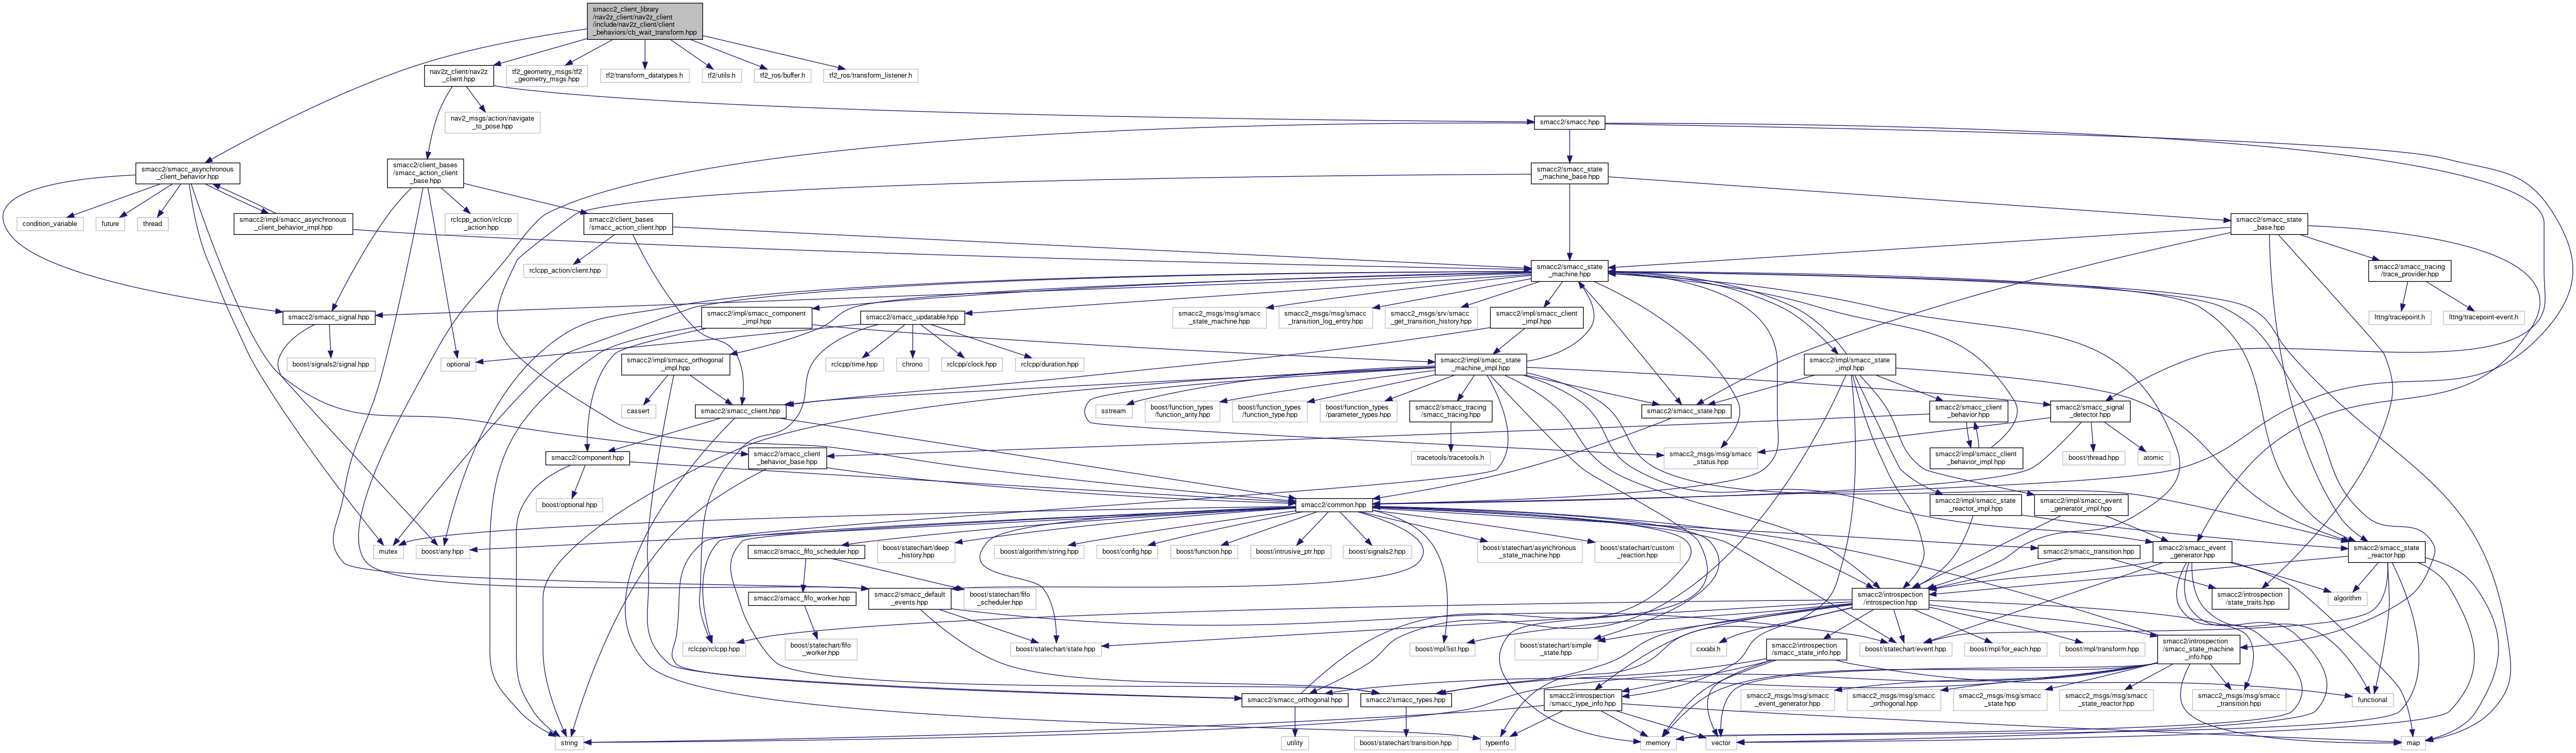 smacc2_client_library
/nav2z_client/nav2z_client
/include/nav2z_client/client
_behaviors/cb_wait_transform.hpp
nav2z_client/nav2z
_client.hpp
tf2_geometry_msgs/tf2
_geometry_msgs.hpp
tf2/transform_datatypes.h
tf2/utils.h
tf2_ros/buffer.h
tf2_ros/transform_listener.h
nav2_msgs/action/navigate
_to_pose.hpp
smacc2/smacc.hpp
smacc2/smacc_asynchronous
_client_behavior.hpp
smacc2/client_bases
/smacc_action_client
_base.hpp
smacc2/smacc_state
_machine_base.hpp
condition_variable
future
thread
smacc2/impl/smacc_asynchronous
_client_behavior_impl.hpp
rclcpp_action/rclcpp
_action.hpp
smacc2/client_bases
/smacc_action_client.hpp
smacc2/smacc_state
_base.hpp
rclcpp_action/client.hpp
smacc2/smacc_state
_machine.hpp
smacc2/smacc_tracing
/trace_provider.hpp
smacc2/smacc_signal.hpp
smacc2/impl/smacc_component
_impl.hpp
smacc2/smacc_updatable.hpp
smacc2_msgs/msg/smacc
_state_machine.hpp
smacc2_msgs/msg/smacc
_transition_log_entry.hpp
smacc2_msgs/srv/smacc
_get_transition_history.hpp
smacc2/impl/smacc_client
_impl.hpp
lttng/tracepoint.h
lttng/tracepoint-event.h
boost/signals2/signal.hpp
optional
smacc2/impl/smacc_orthogonal
_impl.hpp
rclcpp/time.hpp
chrono
rclcpp/clock.hpp
rclcpp/duration.hpp
smacc2/impl/smacc_state
_machine_impl.hpp
smacc2/impl/smacc_state
_impl.hpp
cassert
smacc2/smacc_client.hpp
sstream
boost/function_types
/function_arity.hpp
boost/function_types
/function_type.hpp
boost/function_types
/parameter_types.hpp
smacc2/smacc_tracing
/smacc_tracing.hpp
smacc2/smacc_state.hpp
smacc2/smacc_client
_behavior.hpp
smacc2/smacc_signal
_detector.hpp
smacc2/component.hpp
smacc2/smacc_client
_behavior_base.hpp
tracetools/tracetools.h
smacc2_msgs/msg/smacc
_status.hpp
smacc2/impl/smacc_client
_behavior_impl.hpp
boost/thread.hpp
atomic
boost/optional.hpp
smacc2/common.hpp
smacc2/impl/smacc_state
_reactor_impl.hpp
smacc2/impl/smacc_event
_generator_impl.hpp
mutex
boost/any.hpp
smacc2/smacc_fifo_scheduler.hpp
boost/statechart/deep
_history.hpp
boost/algorithm/string.hpp
boost/config.hpp
boost/function.hpp
boost/intrusive_ptr.hpp
boost/signals2.hpp
boost/statechart/asynchronous
_state_machine.hpp
boost/statechart/custom
_reaction.hpp
smacc2/smacc_transition.hpp
smacc2/smacc_event
_generator.hpp
smacc2/smacc_state
_reactor.hpp
smacc2/smacc_fifo_worker.hpp
smacc2/smacc_default
_events.hpp
boost/statechart/fifo
_scheduler.hpp
smacc2/introspection
/introspection.hpp
smacc2/introspection
/state_traits.hpp
algorithm
rclcpp/rclcpp.hpp
boost/statechart/fifo
_worker.hpp
boost/statechart/state.hpp
boost/mpl/list.hpp
boost/statechart/simple
_state.hpp
cxxabi.h
smacc2/introspection
/smacc_state_info.hpp
boost/statechart/event.hpp
boost/mpl/for_each.hpp
boost/mpl/transform.hpp
smacc2/introspection
/smacc_state_machine
_info.hpp
smacc2/smacc_orthogonal.hpp
smacc2/smacc_types.hpp
smacc2/introspection
/smacc_type_info.hpp
smacc2_msgs/msg/smacc
_event_generator.hpp
smacc2_msgs/msg/smacc
_orthogonal.hpp
smacc2_msgs/msg/smacc
_state.hpp
smacc2_msgs/msg/smacc
_state_reactor.hpp
smacc2_msgs/msg/smacc
_transition.hpp
functional
string
utility
boost/statechart/transition.hpp
typeinfo
memory
vector
map